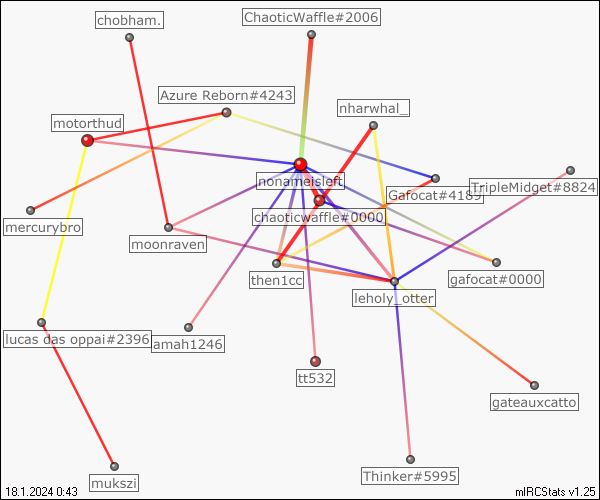 chobham.
ChaoticWaffle#2006
Azure Reborn#4243
nharwhal_
motorthud
nonameisleft
Gafocat#4189
TripleMidget#8824
chaoticwaffle#0000
mercurybro
moonraven
then1cc
gafocat#0000
leholy_otter
lucas das oppai#2396
amah1246
tt532
gateauxcatto
mukszi
Thinker#5995
18.1.2024 0:43
mIRCStats v1.25